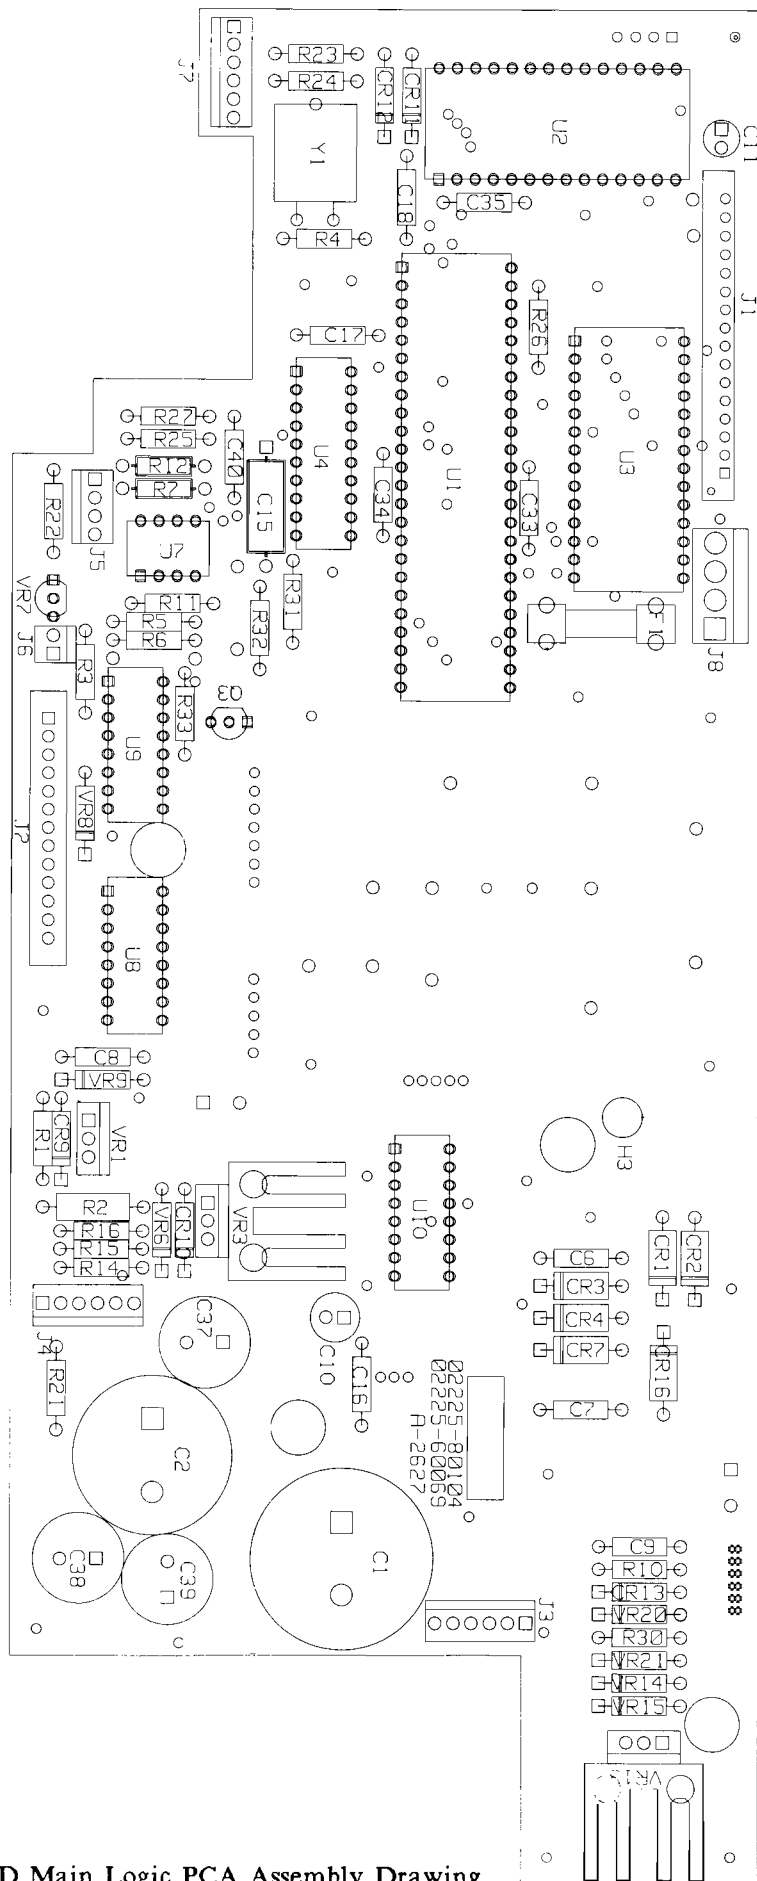 J7
R23
R24
CR12
CR11
U2
C11
Y1
C18
C35
R4
J1
R26
C17
R27
R25
C40
U4
U3
U1
R12
R7
C15
C34
C33
R22
J5
U7
VR7
R11
R31
F1
R5
R6
R32
J6
R3
J8
Q3
R33
U9
VR8
J2
U8
C8
VR9
R1
CR9
VR1
H3
R2
U10
R16
R15
R14
VR6
CR10
VR3
C6
CR1
CR2
CR3
CR4
CR7
CR16
C37
C10
C16
J4
R21
02225-80104
02225-60069
A-2627
C7
C2
C1
C38
C39
C9
R10
CR13
VR20
J3
R30
VR21
VR14
VR15
D Main Logic PCA Assembly Drawing